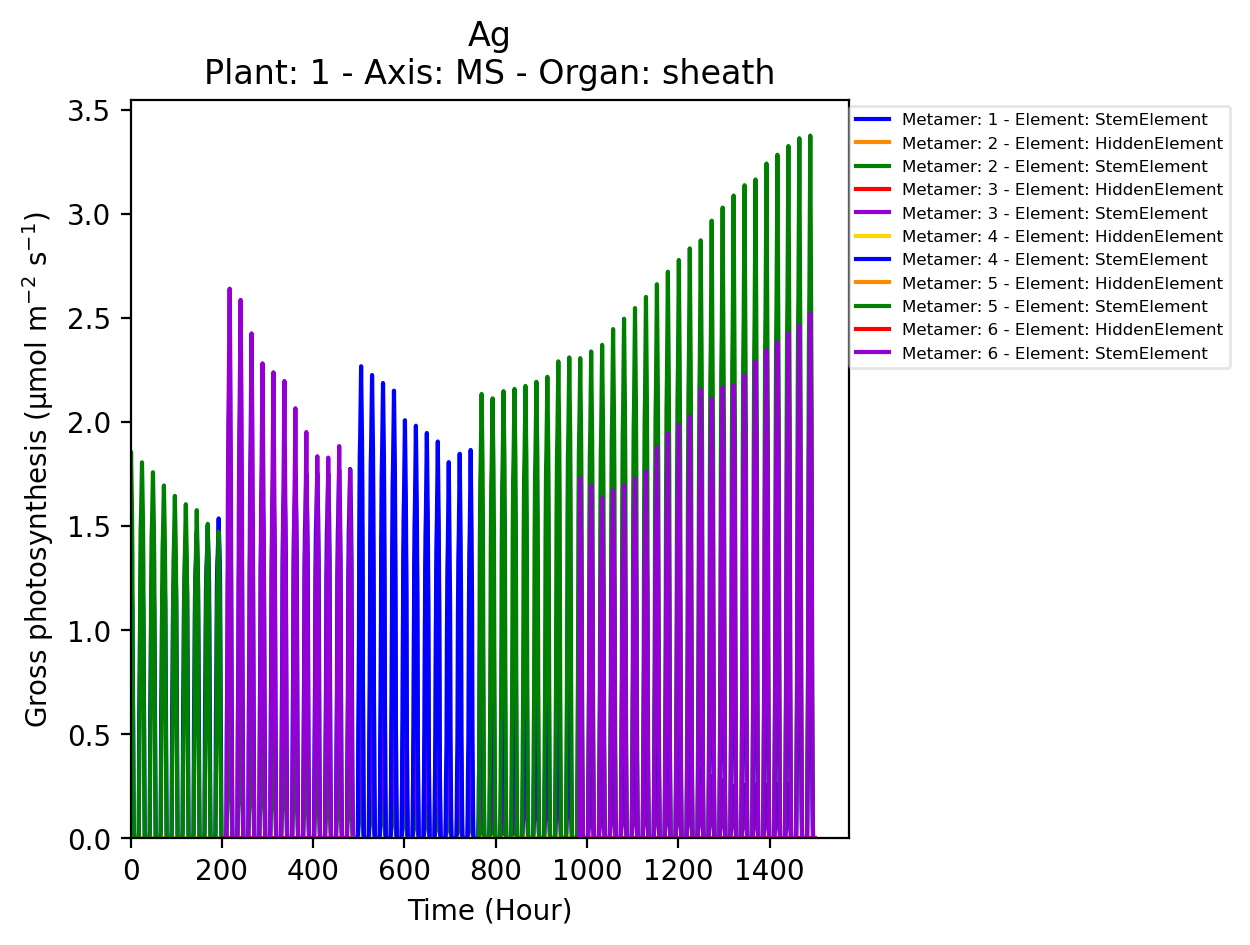 Ag
Plant: 1 - Axis: MS - Organ: sheath
3.5
3.0
2.5
2.0
1.5
1.0
0.5
0.0
Gross photosynthesis (µmol m⁻² s⁻¹)
0 200 400 600 800 1000 1200 1400
Time (Hour)
Metamer: 1 - Element: StemElement
Metamer: 2 - Element: HiddenElement
Metamer: 2 - Element: StemElement
Metamer: 3 - Element: HiddenElement
Metamer: 3 - Element: StemElement
Metamer: 4 - Element: HiddenElement
Metamer: 4 - Element: StemElement
Metamer: 5 - Element: HiddenElement
Metamer: 5 - Element: StemElement
Metamer: 6 - Element: HiddenElement
Metamer: 6 - Element: StemElement